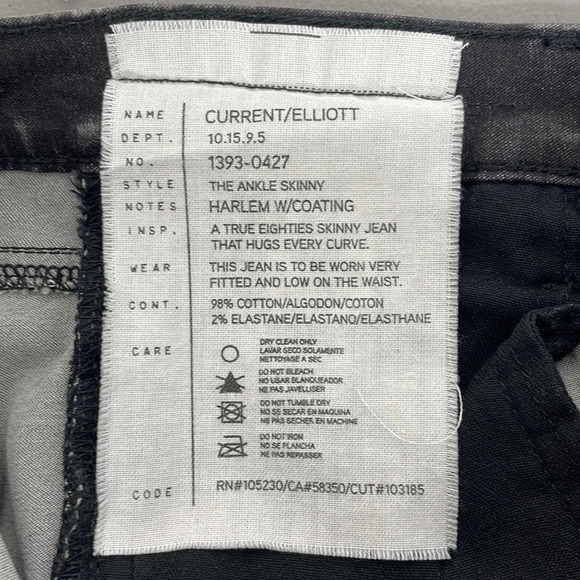 NAME CURRENT/ELLIOTT
DEPT. 10.15.9.5
NO. 1393-0427
STYLE THE ANKLE SKINNY
NOTES HARLEM W/COATING
INSP. A TRUE EIGHTIES SKINNY JEAN
THAT HUGS EVERY CURVE.
WEAR THIS JEAN IS TO BE WORN VERY
FITTED AND LOW ON THE WAIST.
CONT. 98% COTTON/ALGODON/COTON
2% ELASTANE/ELASTANO/ELASTHANE
CARE DRY CLEAN ONLY
LAVAR SECO SOLAMENTE
NETTOYAGE A SEC
DO NOT BLEACH
NO USAR BLANQUEADOR
NE PAS JAVELLISER
DO NOT TUMBLE DRY
NO SE SECAR EN MAQUINA
NE PAS SECHER EN MACHINE
DO NOT IRON
NO SE PLANCHA
NE PAS REPASSER
CODE RN#105230/CA#58350/CUT#103185